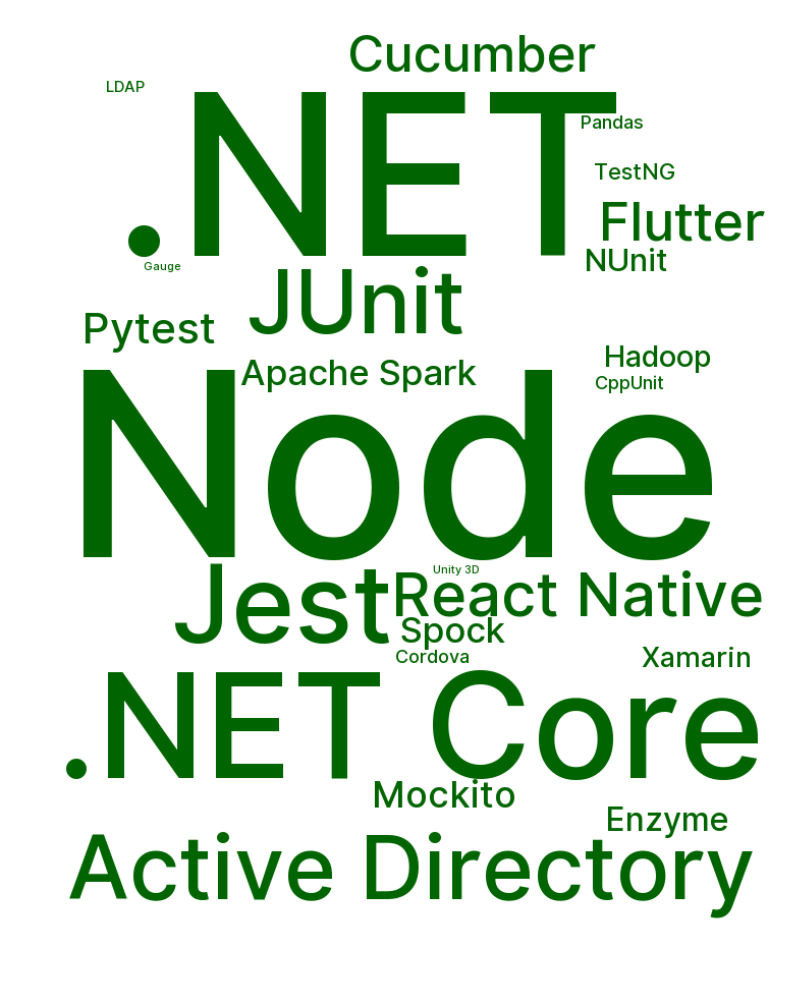 Cucumber
LDAP
.NET
Pandas
TestNG
Flutter
NUnit
Gauge
JUnit
Pytest
Apache Spark
Hadoop
CppUnit
Node
Unity 3D
Jest
React Native
Spock
Cordova
Xamarin
.NET Core
Mockito
Enzyme
Active Directory